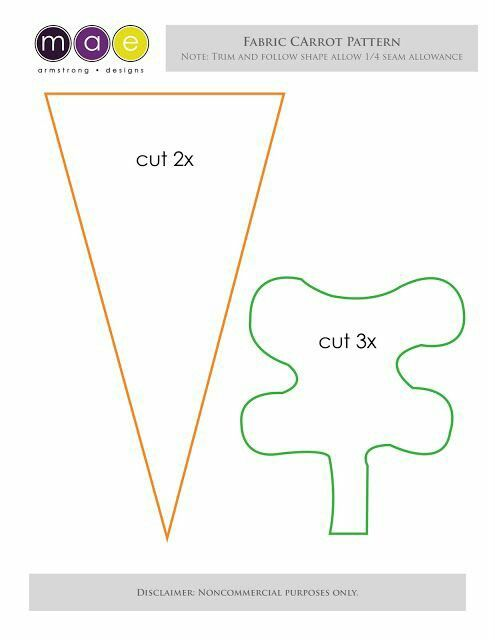 mae
armstrong • designs
Fabric CArrot Pattern
Note: Trim and follow shape allow 1/4 seam allowance
cut 2x
cut 3x
Disclaimer: Noncommercial purposes only.